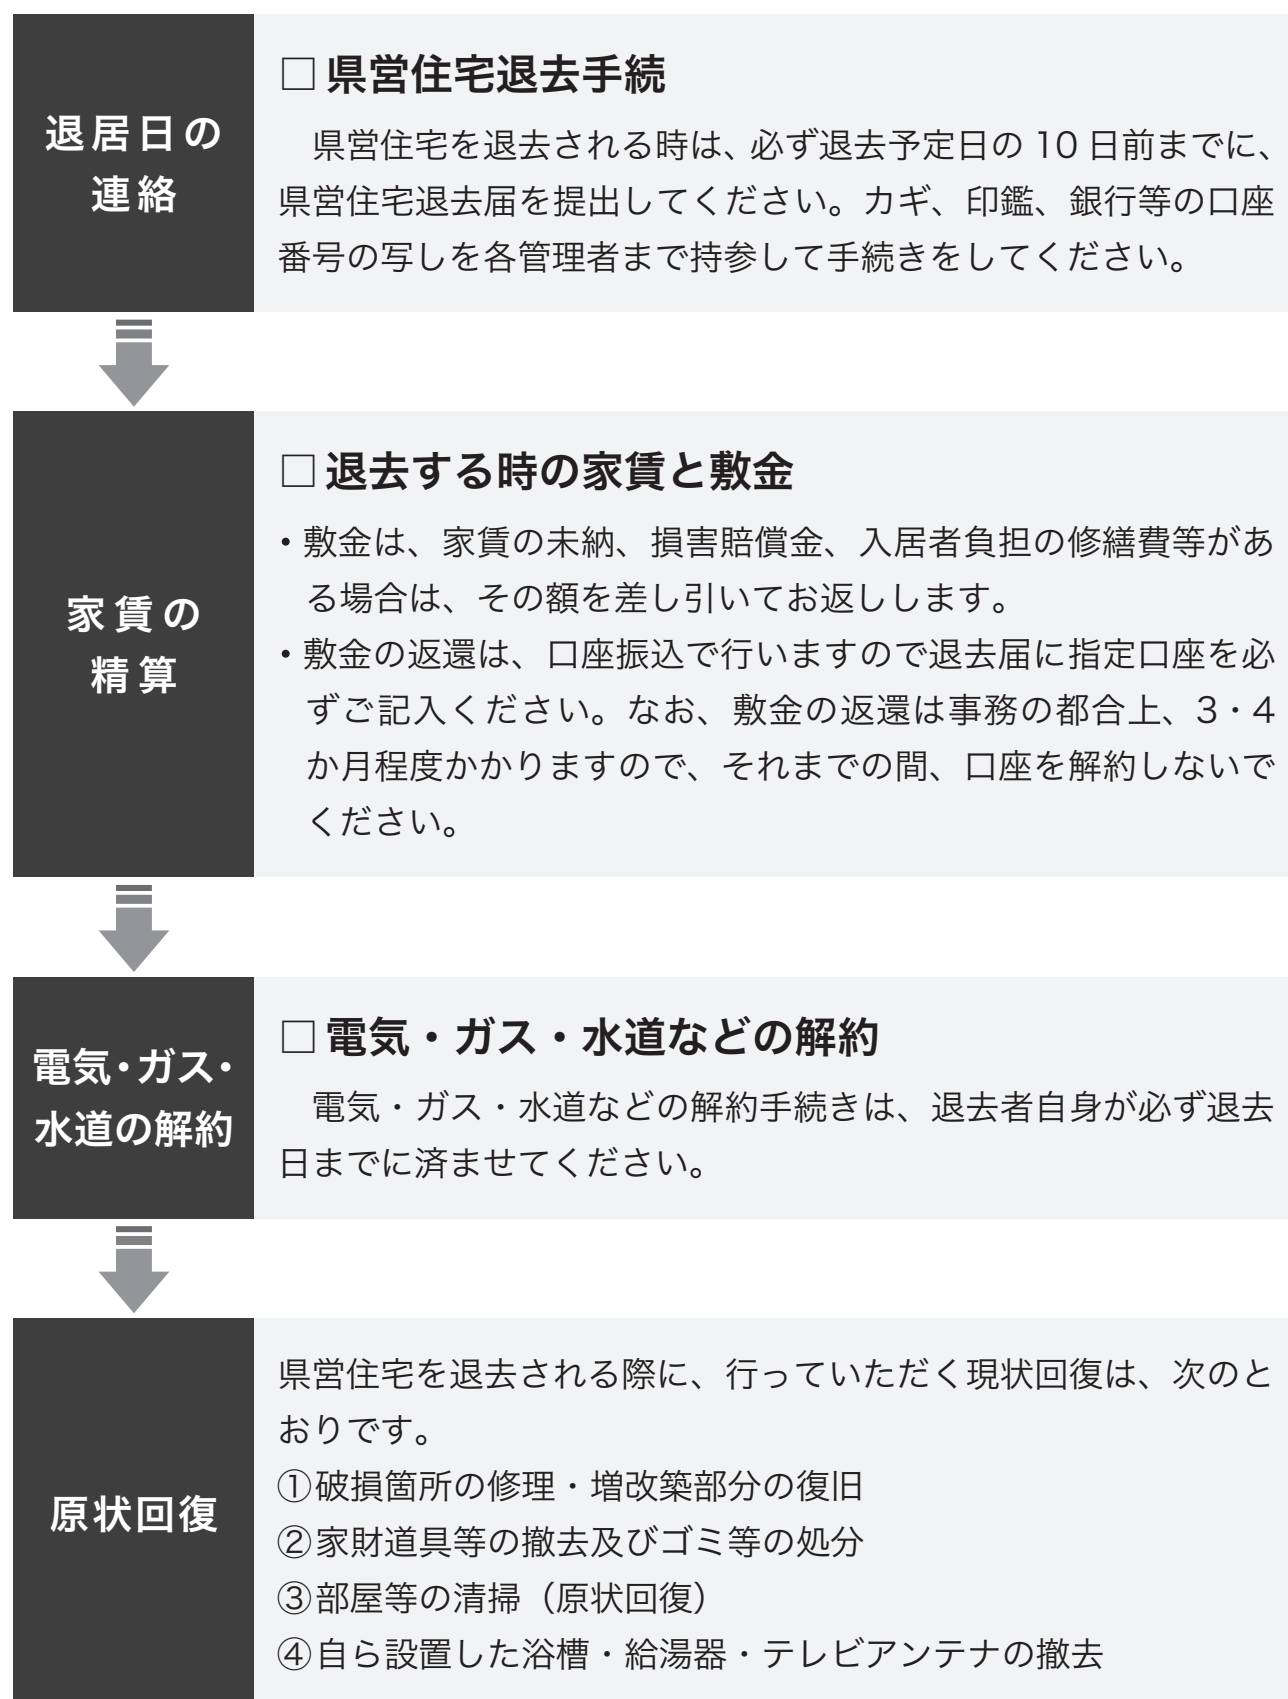 退居日の
連絡
□ 県営住宅退去手続
　県営住宅を退去される時は、必ず退去予定日の 10 日前までに、
県営住宅退去届を提出してください。カギ、印鑑、銀行等の口座
番号の写しを各管理者まで持参して手続きをしてください。
家賃の
精算
□ 退去する時の家賃と敷金
・敷金は、家賃の未納、損害賠償金、入居者負担の修繕費等があ
る場合は、その額を差し引いてお返しします。
・敷金の返還は、口座振込で行いますので退去届に指定口座を必
ずご記入ください。なお、敷金の返還は事務の都合上、3・4
か月程度かかりますので、それまでの間、口座を解約しないで
ください。
電気・ガス・
水道の解約
□ 電気・ガス・水道などの解約
　電気・ガス・水道などの解約手続きは、退去者自身が必ず退去
日までに済ませてください。
原状回復
県営住宅を退去される際に、行っていただく現状回復は、次のと
おりです。
①破損箇所の修理・増改築部分の復旧
②家財道具等の撤去及びゴミ等の処分
③部屋等の清掃（原状回復）
④自ら設置した浴槽・給湯器・テレビアンテナの撤去